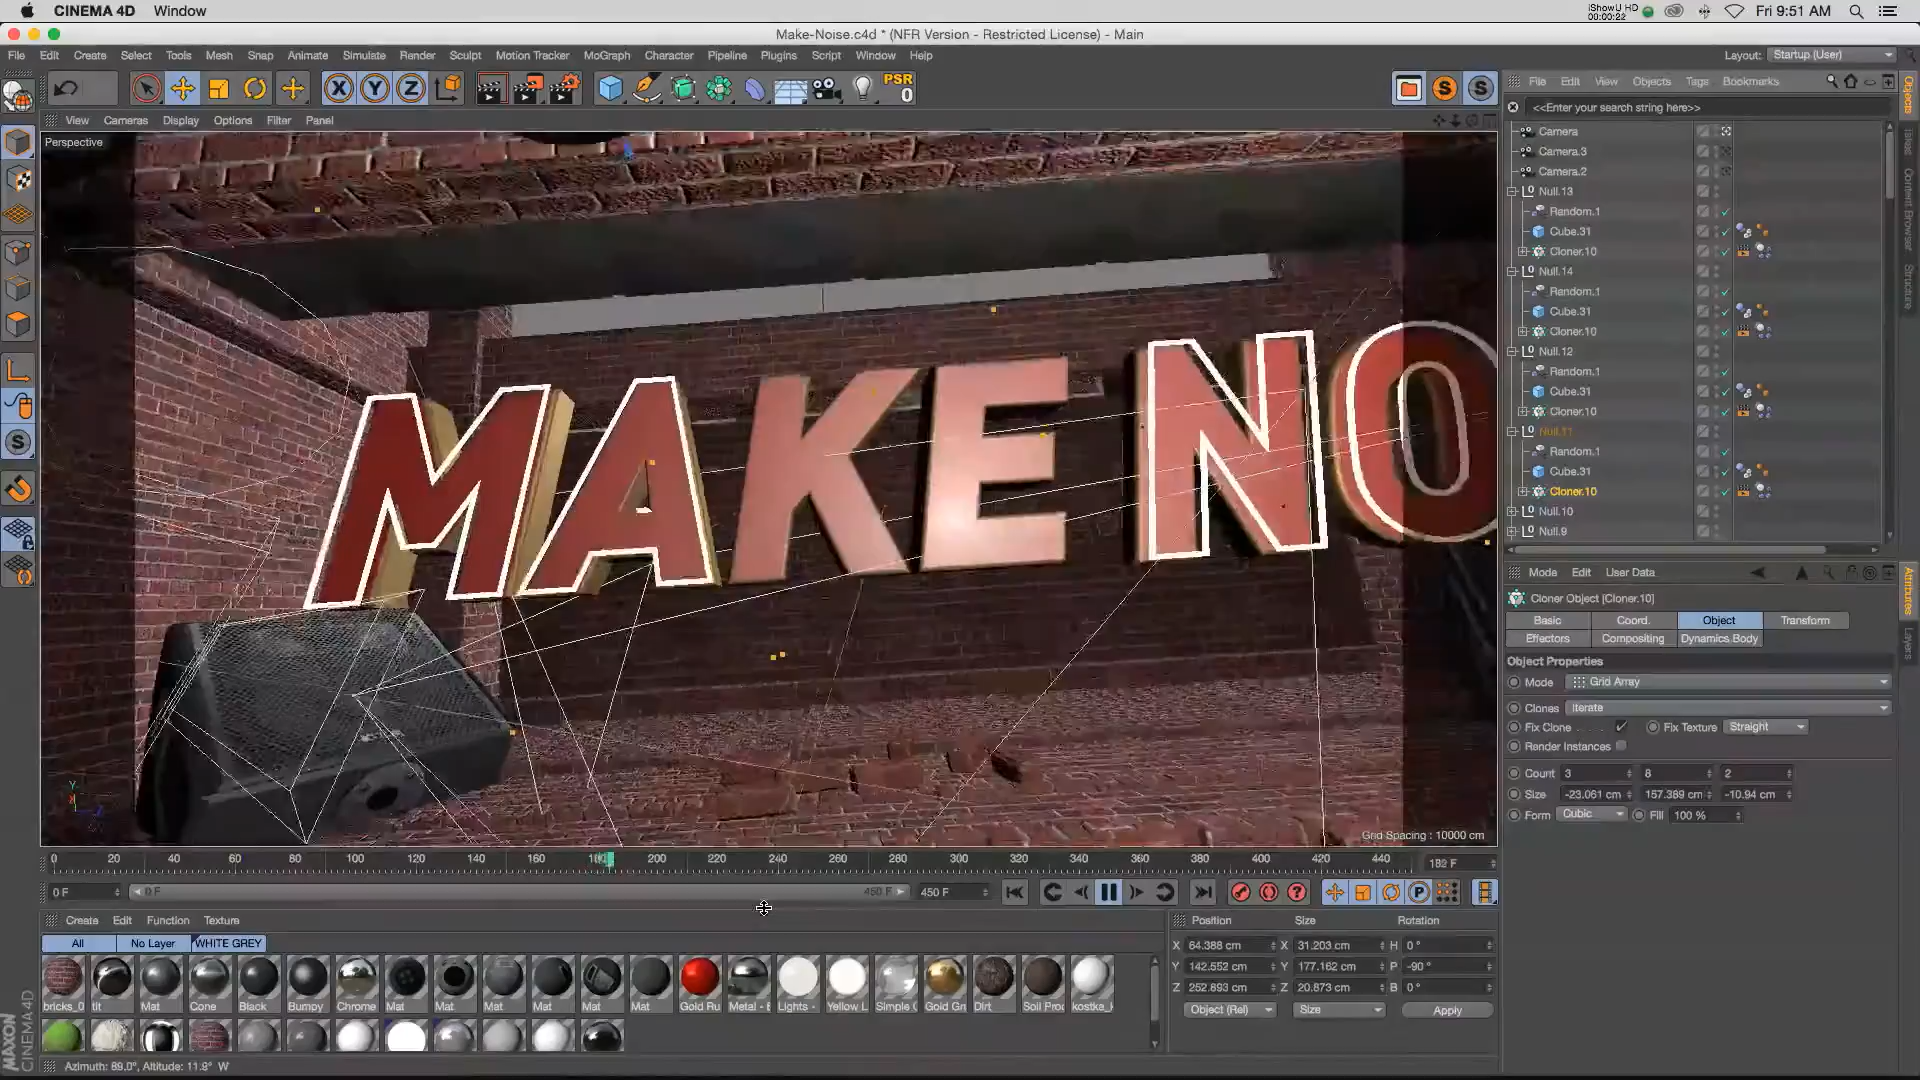 CINEMA 4D Window
iShowU HD
00:00:22
Fri 9:51 AM
Make-Noise.c4d * (NFR Version - Restricted License) - Main
File Edit Create Select Tools Mesh Snap Animate Simulate Render Sculpt Motion Tracker MoGraph Character Pipeline Plugins Script Window Help
Layout: Startup (User)
X Y Z
PSR
0
S S
File Edit View Objects Tags Bookmarks
View Cameras Display Options Filter Panel
<<Enter your search string here>>
Perspective
MAKE NO
Grid Spacing : 10000 cm
Camera
Camera.3
Camera.2
Null.13
Random.1
Cube.31
Cloner.10
Null.14
Random.1
Cube.31
Cloner.10
Null.12
Random.1
Cube.31
Cloner.10
Null.11
Random.1
Cube.31
Cloner.10
Null.10
Null.9
Objects
Content Browser
Structure
Mode Edit User Data
Cloner Object [Cloner.10]
Basic Coord. Object Transform
Effectors Compositing Dynamics Body
Object Properties
Mode Grid Array
Clones Iterate
Fix Clone Fix Texture Straight
Render Instances
Count 3 8 2
Size -23.061 cm 157.389 cm -10.94 cm
Form Cubic Fill 100 %
Attributes
Layers
0 20 40 60 80 100 120 140 160 180 200 220 240 260 280 300 320 340 360 380 400 420 440
182 F
0 F 0 F 450 F 450 F
Create Edit Function Texture
All No Layer WHITE GREY
bricks_0 tilt Mat Cone Black Bumpy Chrome Mat Mat Mat Mat Mat Mat Gold Ru Metal - Lights - Yellow L Simple Gold Gr Dirt Soil Pro kostka_
Position Size Rotation
X 64.388 cm X 31.203 cm H 0 °
Y 142.552 cm Y 177.162 cm P -90 °
Z 252.893 cm Z 20.873 cm B 0 °
Object (Rel) Size Apply
MAXON
CINEMA 4D
Azimuth: 89.0°, Altitude: 11.9° W